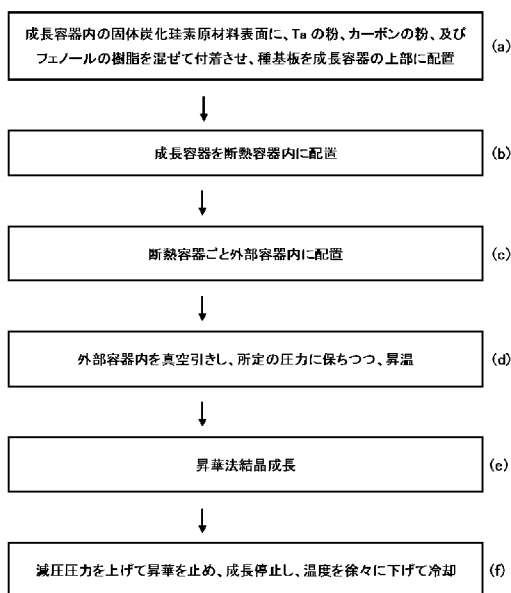 成長容器内の固体炭化珪素原材料表面に、Taの粉、カーボンの粉、及び
フェノールの樹脂を混ぜて付着させ、種基板を成長容器の上部に配置
(a)
成長容器を断熱容器内に配置
(b)
断熱容器ごと外部容器内に配置
(c)
外部容器内を真空引きし、所定の圧力に保ちつつ、昇温
(d)
昇華法結晶成長
(e)
減圧圧力を上げて昇華を止め、成長停止し、温度を徐々に下げて冷却
(f)